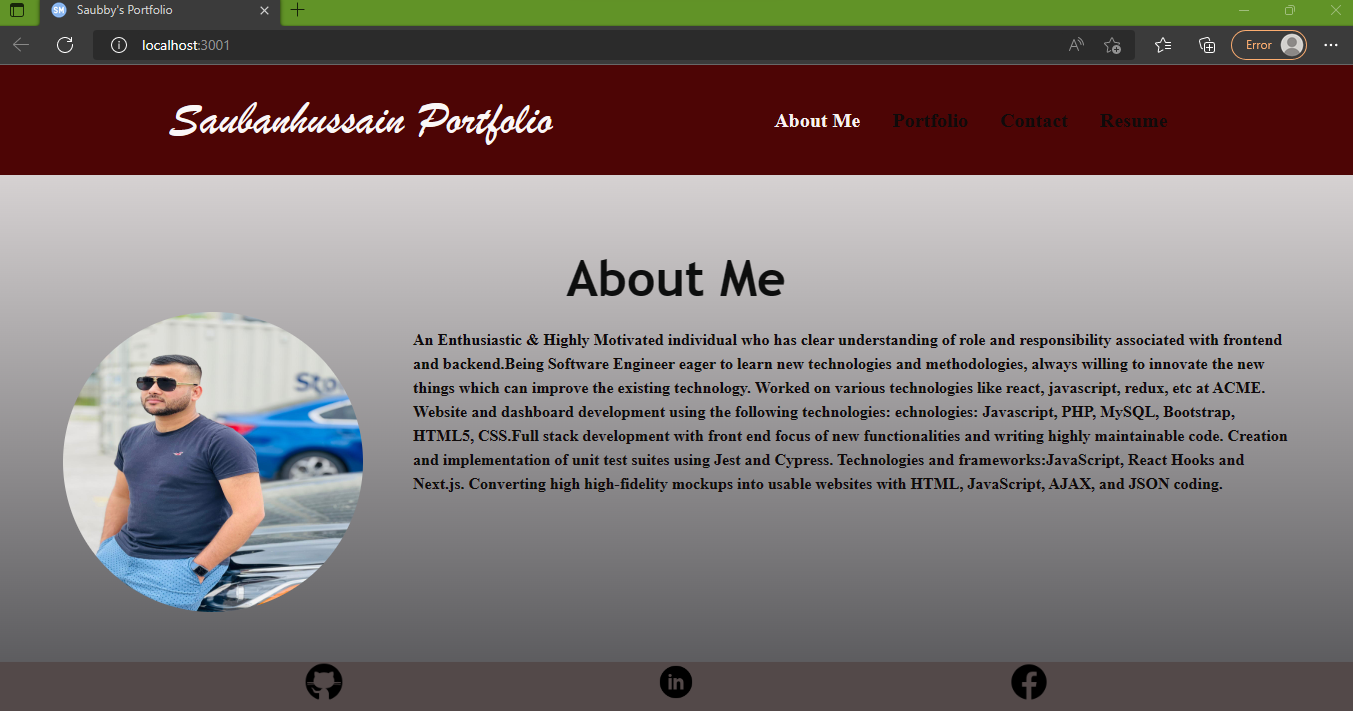 SM Saubby's Portfolio
localhost:3001
Error
Saubanhussain Portfolio
About Me Portfolio Contact Resume
About Me
An Enthusiastic & Highly Motivated individual who has clear understanding of role and responsibility associated with frontend
and backend.Being Software Engineer eager to learn new technologies and methodologies, always willing to innovate the new
things which can improve the existing technology. Worked on various technologies like react, javascript, redux, etc at ACME.
Website and dashboard development using the following technologies: echnologies: Javascript, PHP, MySQL, Bootstrap,
HTML5, CSS.Full stack development with front end focus of new functionalities and writing highly maintainable code. Creation
and implementation of unit test suites using Jest and Cypress. Technologies and frameworks:JavaScript, React Hooks and
Next.js. Converting high high-fidelity mockups into usable websites with HTML, JavaScript, AJAX, and JSON coding.
Sto
in